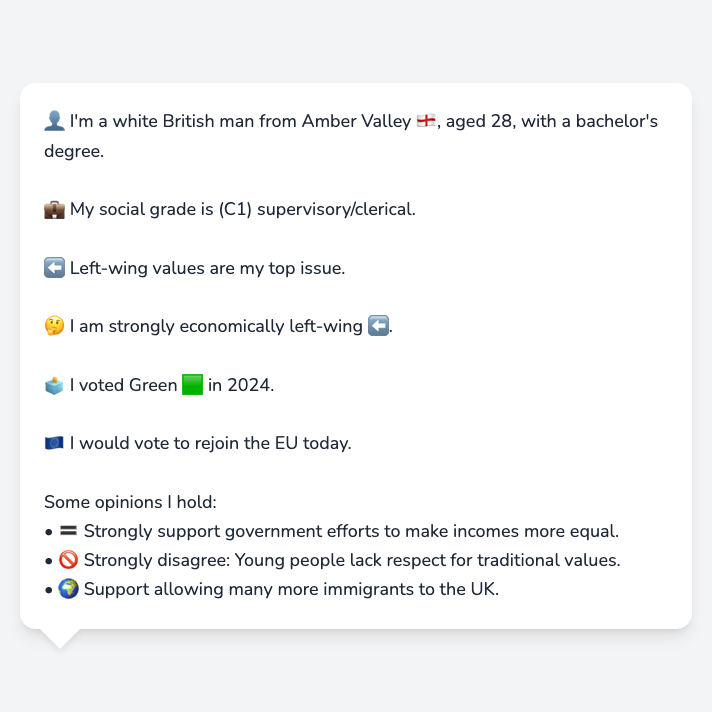 👤 I'm a white British man from Amber Valley 🏴󠁧󠁢󠁥󠁮󠁧󠁿, aged 28, with a bachelor's
degree.
💼 My social grade is (C1) supervisory/clerical.
⬅️ Left-wing values are my top issue.
🤔 I am strongly economically left-wing ⬅️.
🗳️ I voted Green 🟩 in 2024.
🇪🇺 I would vote to rejoin the EU today.
Some opinions I hold:
• 🟰 Strongly support government efforts to make incomes more equal.
• 🚫 Strongly disagree: Young people lack respect for traditional values.
• 🌍 Support allowing many more immigrants to the UK.